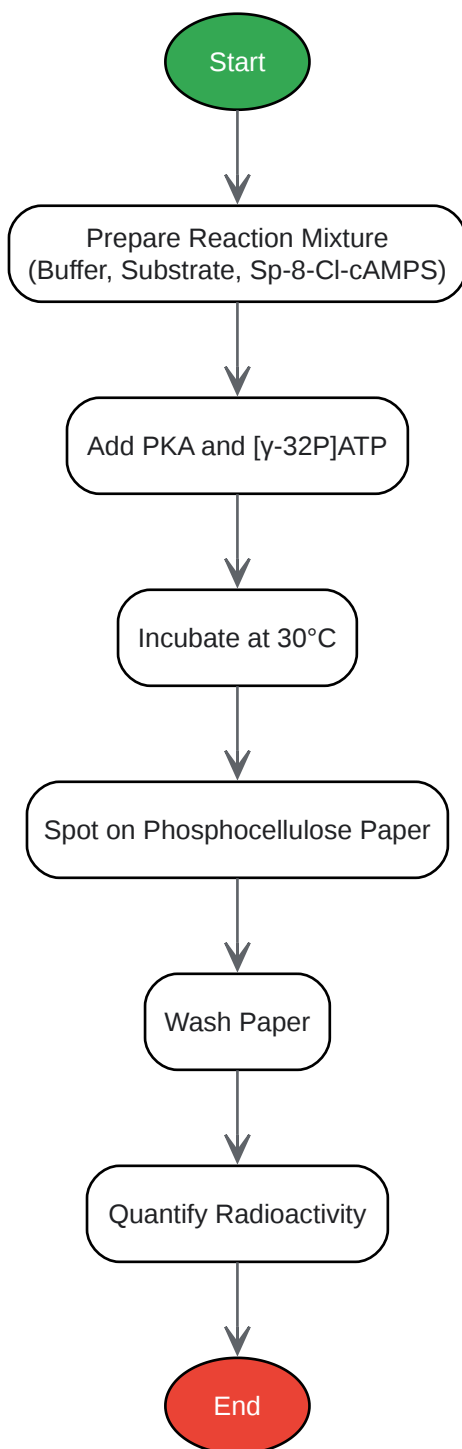 Start
Prepare Reaction Mixture
(Buffer, Substrate, Sp-8-Cl-cAMPS)
Add PKA and [γ-32P]ATP
Incubate at 30°C
Spot on Phosphocellulose Paper
Wash Paper
Quantify Radioactivity
End